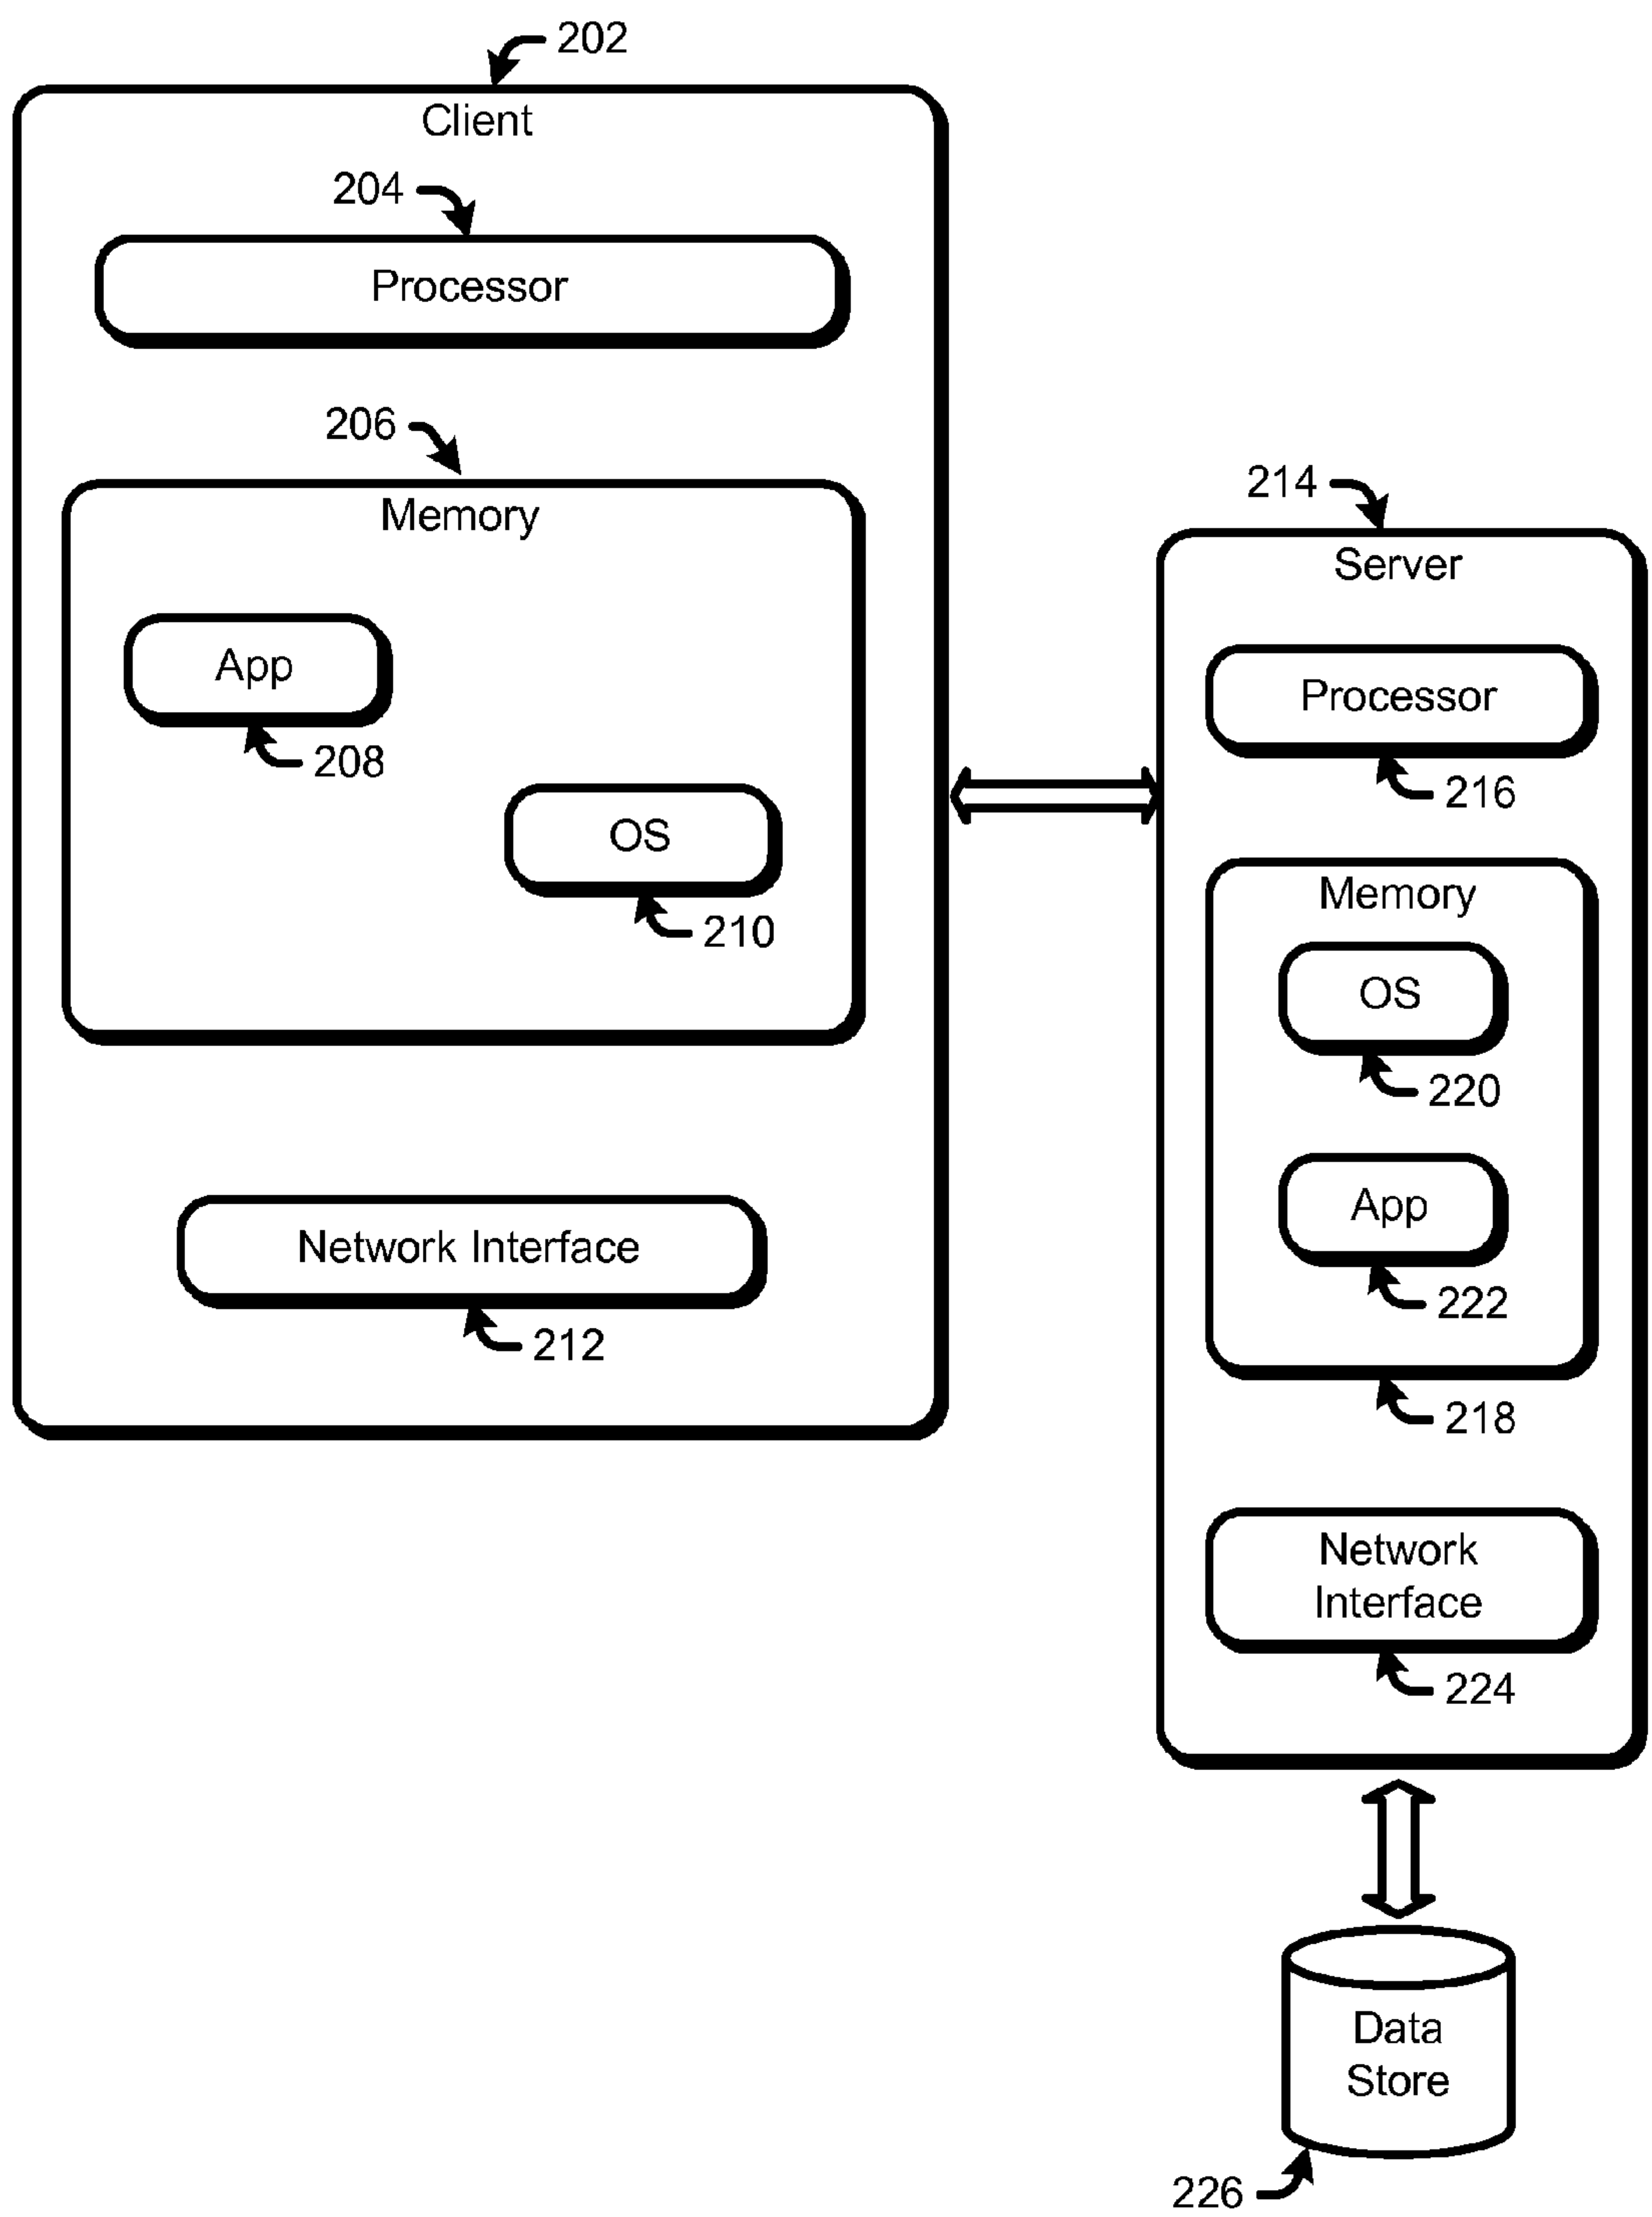 202
Client
204
Processor
206
Memory
App
208
OS
210
Network Interface
212
214
Server
Processor
216
Memory
OS
220
App
222
218
Network
Interface
224
Data
Store
226